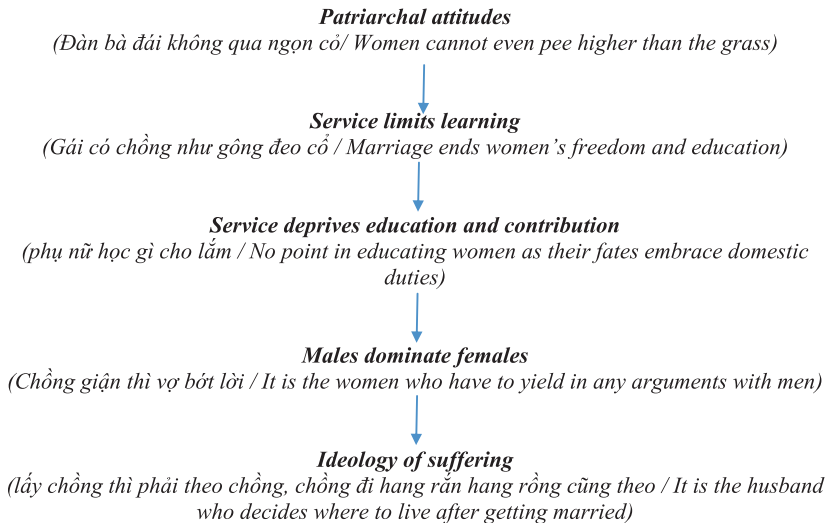 Patriarchal attitudes
(Đàn bà đái không qua ngọn cỏ/ Women cannot even pee higher than the grass)
Service limits learning
(Gái có chồng như gông đeo cổ / Marriage ends women’s freedom and education)
Service deprives education and contribution
(phụ nữ học gì cho lắm / No point in educating women as their fates embrace domestic
duties)
Males dominate females
(Chồng giận thì vợ bớt lời / It is the women who have to yield in any arguments with men)
Ideology of suffering
(lấy chồng thì phải theo chồng, chồng đi hang rắn hang rồng cũng theo / It is the husband
who decides where to live after getting married)